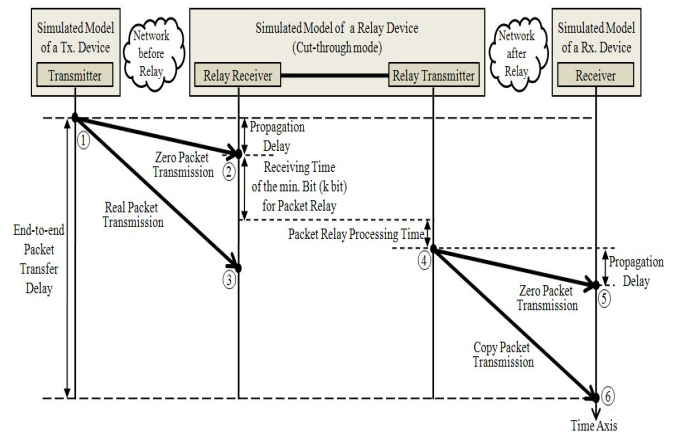 Simulated Model
of a Tx. Device
Transmitter
Network
before
Relay
Simulated Model of a Relay Device
(Cut-through mode)
Relay Receiver
Relay Transmitter
Network
after
Relay
Simulated Model
of a Rx. Device
Receiver
①
Propagation
Delay
Zero Packet
Transmission
②
Receiving Time
of the min. Bit (k bit)
for Packet Relay
Real Packet
Transmission
End-to-end
Packet
Transfer
Delay
Packet Relay Processing Time
③
④
Propagation
Delay
Zero Packet
Transmission
⑤
Copy Packet
Transmission
⑥
Time Axis